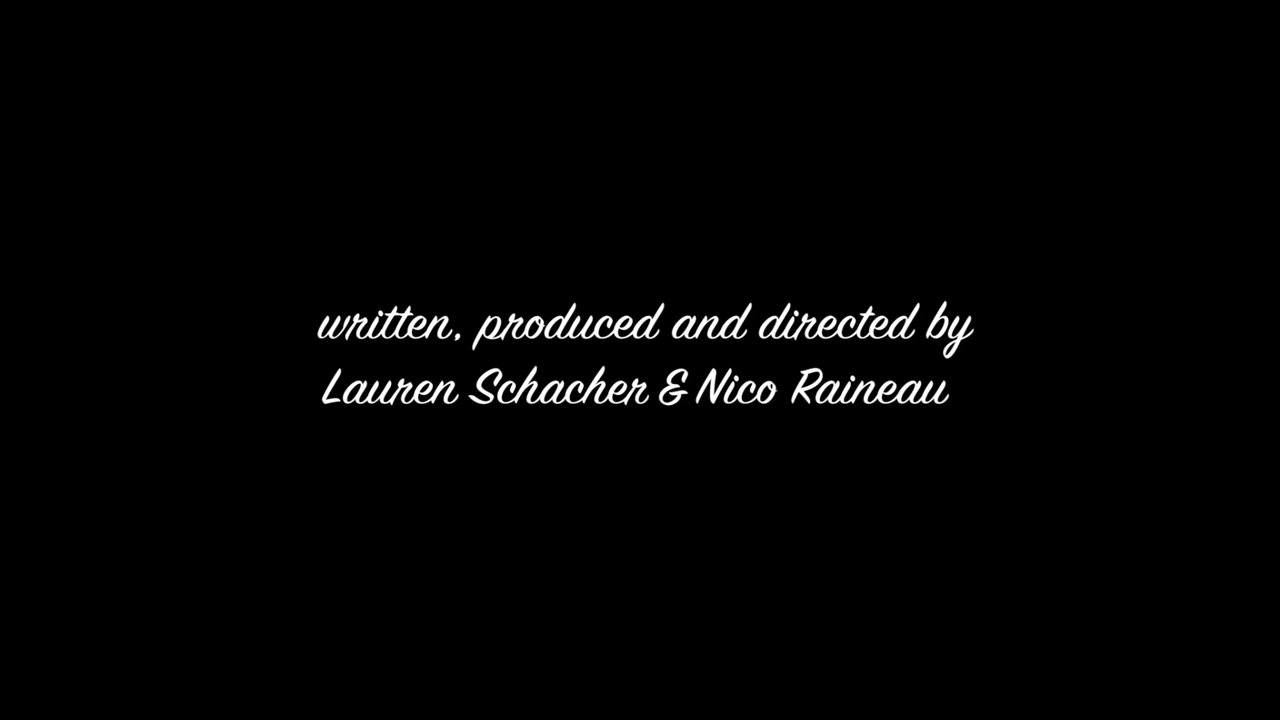 written, produced and directed by
Lauren Schacher & Nico Raineau